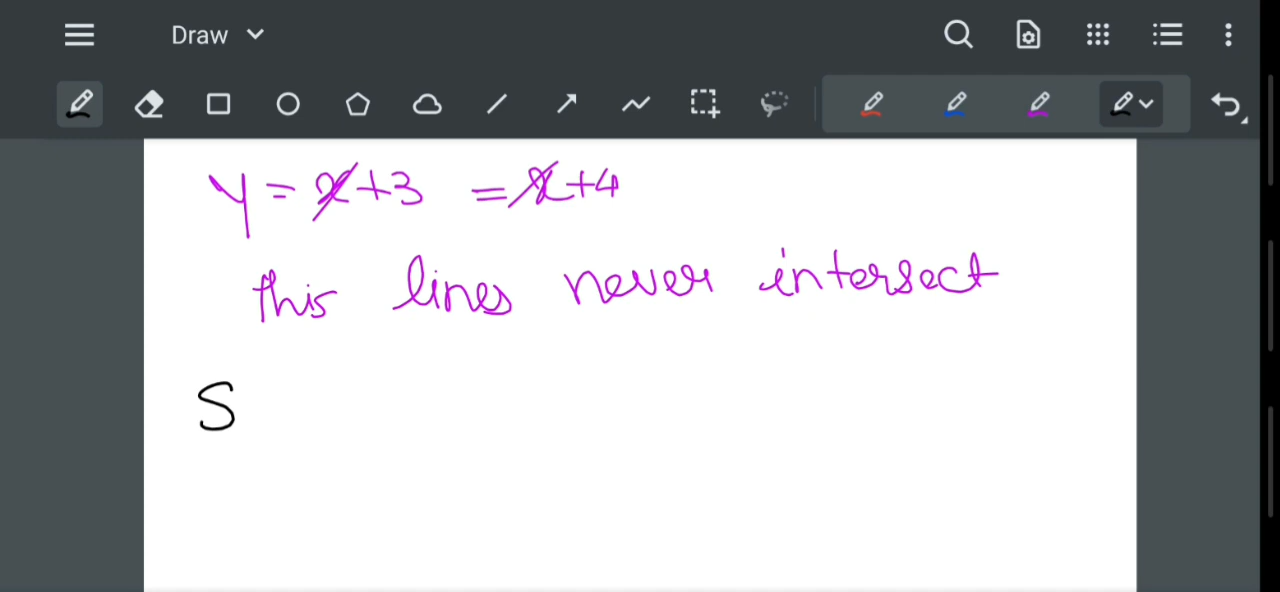 Draw
y = x+3 = x+4
this lines never intersect
S